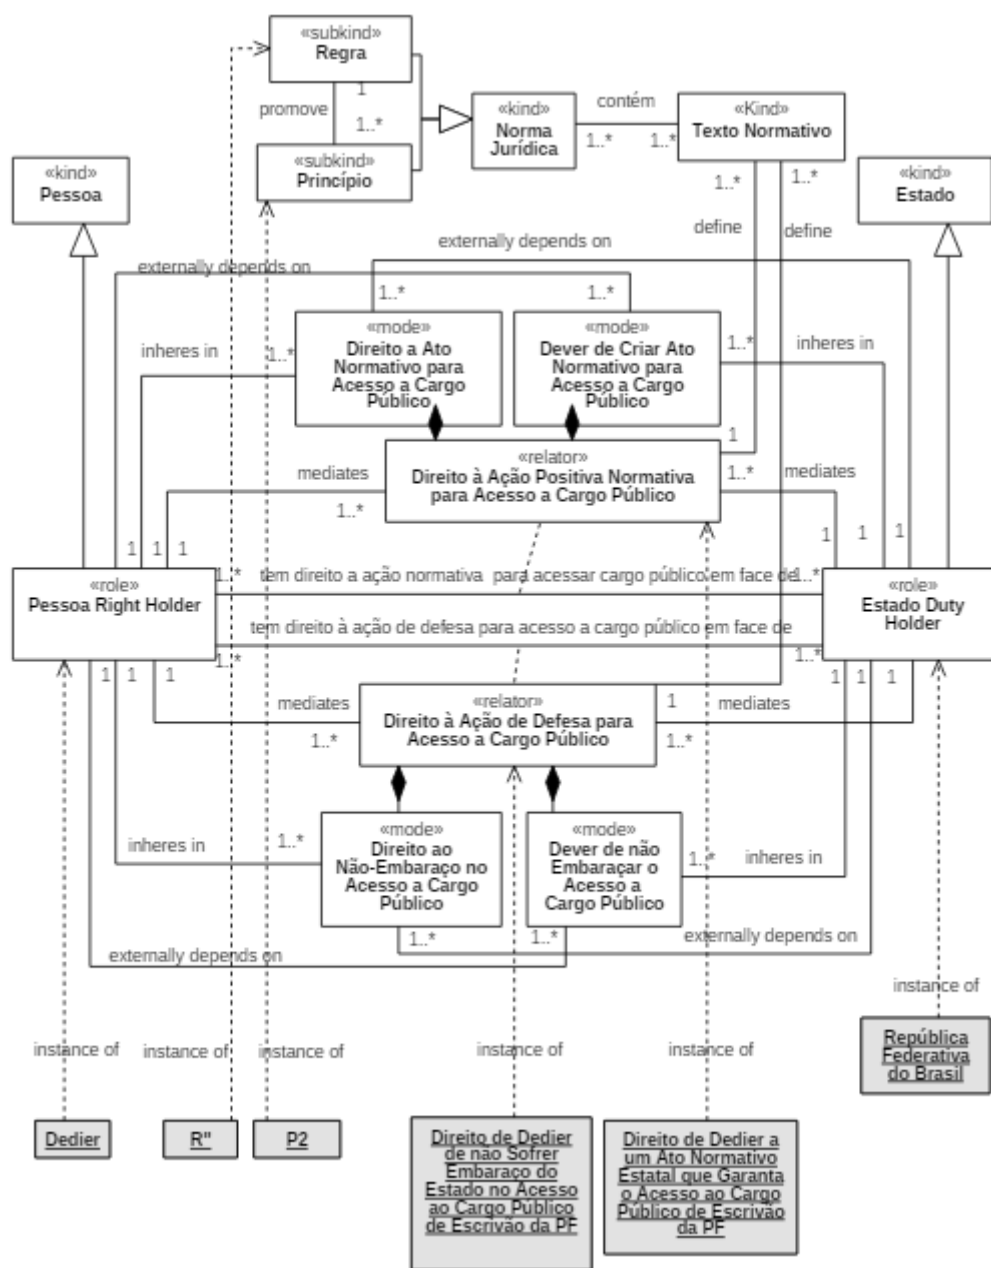 «subkind»
Regra
1
promove
1..*
«subkind»
Princípio
«kind»
Norma
Jurídica
contém
1..*
1..*
«Kind»
Texto Normativo
1..*
1..*
define
define
«kind»
Pessoa
«kind»
Estado
externally depends on
externally depends on
1..*
1..*
«mode»
Direito a Ato
Normativo para
Acesso a Cargo
Público
«mode»
Dever de Criar Ato
Normativo para
Acesso a Cargo
Público
inheres in
1..*
1..*
inheres in
1
«relator»
Direito à Ação Positiva Normativa
para Acesso a Cargo Público
mediates
1..*
1..*
mediates
1
1
1
1
1
1
«role»
Pessoa Right Holder
1..*
tem direito a ação normativa para acessar cargo público em face de
1..*
«role»
Estado Duty
Holder
tem direito à ação de defesa para acesso a cargo público em face de
1..*
1..*
1
1
1
1
1
1
«relator»
Direito à Ação de Defesa para
Acesso a Cargo Público
1
mediates
1..*
1..*
mediates
«mode»
Direito ao
Não-Embaraço no
Acesso a Cargo
Público
«mode»
Dever de não
Embaraçar o
Acesso a
Cargo Público
inheres in
1..*
1..*
inheres in
1..*
1..*
externally depends on
externally depends on
instance of
instance of
instance of
instance of
instance of
instance of
República
Federativa
do Brasil
Dedier
R"
P2
Direito de Dedier
de não Sofrer
Embaraço do
Estado no Acesso
ao Cargo Público
de Escrivão da PF
Direito de Dedier a
um Ato Normativo
Estatal que Garanta
o Acesso ao Cargo
Público de Escrivão
da PF